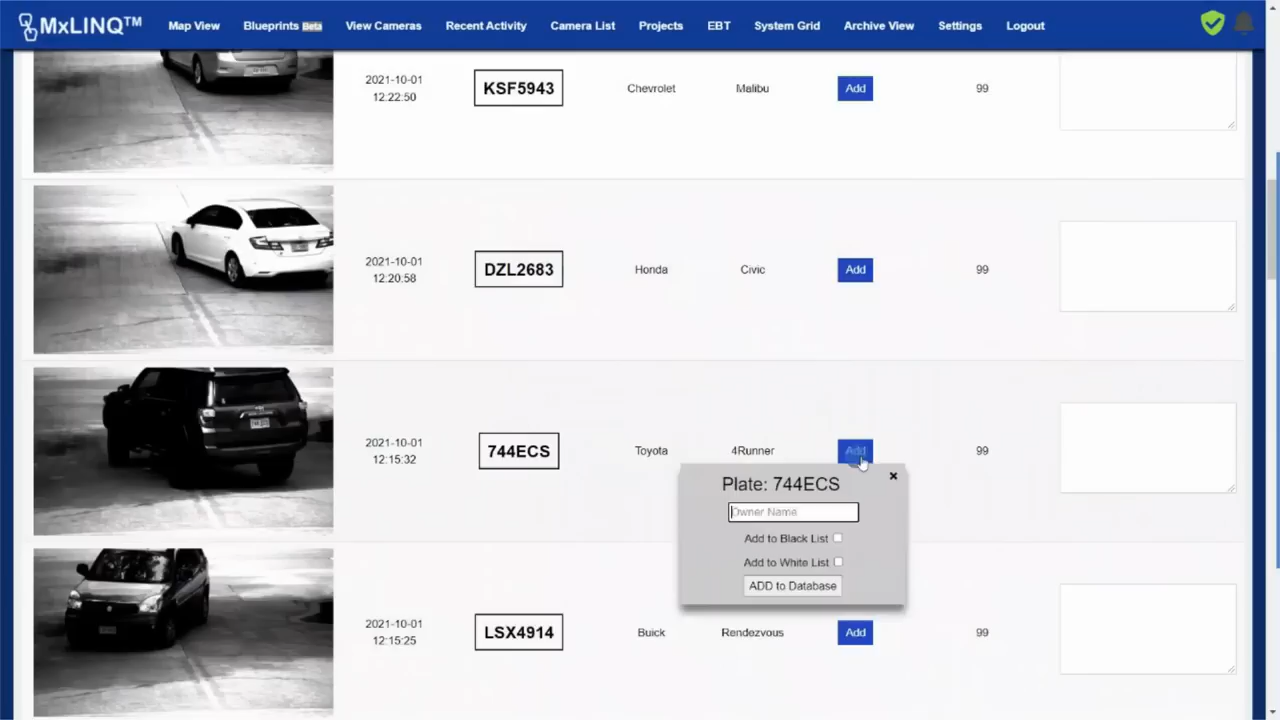 MxLINQ™ Map View Blueprints Beta View Cameras Recent Activity Camera List Projects EBT System Grid Archive View Settings Logout
2021-10-01
12:22:50
KSF5943 Chevrolet Malibu Add 99
2021-10-01
12:20:58
DZL2683 Honda Civic Add 99
2021-10-01
12:15:32
744ECS Toyota 4Runner Add 99
Plate: 744ECS ×
Owner Name
Add to Black List
Add to White List
ADD to Database
2021-10-01
12:15:25
LSX4914 Buick Rendezvous Add 99